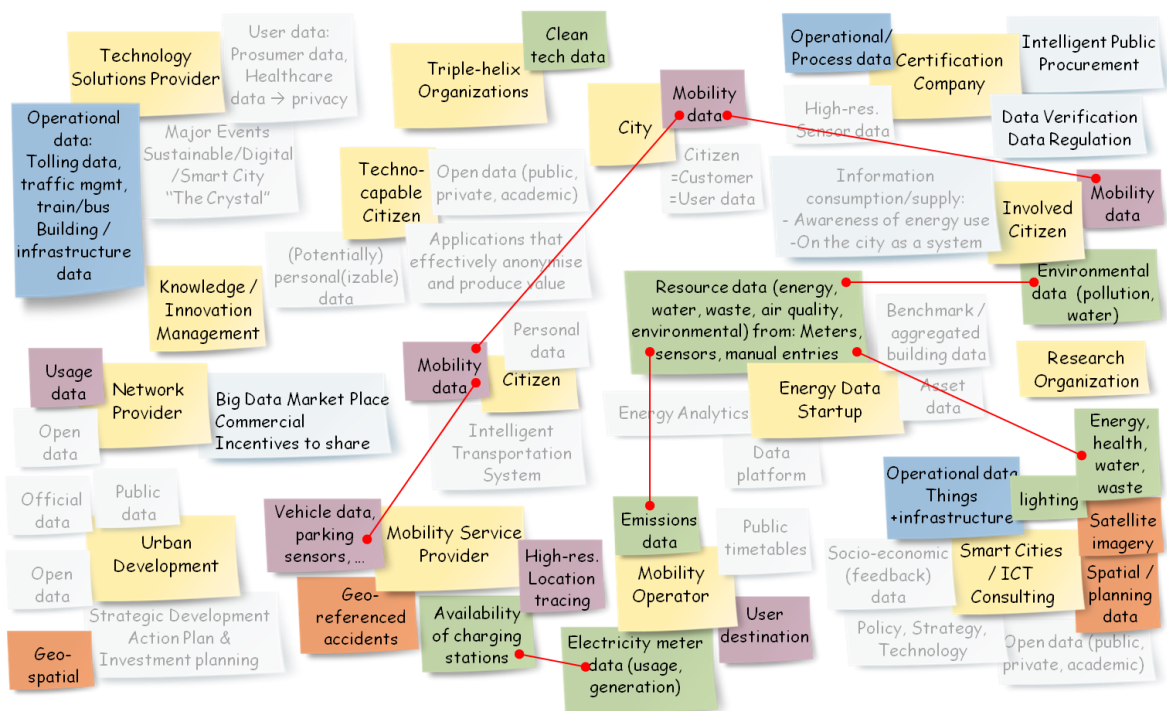 Technology
Solutions Provider
User data:
Prosumer data,
Healthcare
data → privacy
Operational
data:
Tolling data,
traffic mgmt,
train/bus
Building /
infrastructure
data
Major Events
Sustainable/Digital
/Smart City
“The Crystal”
Knowledge /
Innovation
Management
Triple-helix
Organizations
Clean
tech data
Techno-
capable
Citizen
Open data (public,
private, academic)
(Potentially)
personal(izable)
data
Applications that
effectively anonymise
and produce value
City
Mobility
data
Citizen
=Customer
=User data
Operational/
Process data
Certification
Company
Intelligent Public
Procurement
High-res.
Sensor data
Data Verification
Data Regulation
Information
consumption/supply:
- Awareness of energy use
-On the city as a system
Involved
Citizen
Mobility
data
Environmental
data (pollution,
water)
Resource data (energy,
water, waste, air quality,
environmental) from: Meters,
sensors, manual entries
Benchmark /
aggregated
building data
Energy Data
Startup
Asset
data
Energy Analytics
Data
platform
Research
Organization
Usage
data
Network
Provider
Big Data Market Place
Commercial
Incentives to share
Open
data
Mobility
data
Personal
data
Citizen
Intelligent
Transportation
System
Official
data
Public
data
Urban
Development
Open
data
Strategic Development
Action Plan &
Investment planning
Geo-
spatial
Vehicle data,
parking
sensors, ...
Mobility Service
Provider
High-res.
Location
tracing
Geo-
referenced
accidents
Availability
of charging
stations
Emissions
data
Public
timetables
Mobility
Operator
User
destination
Electricity meter
data (usage,
generation)
Energy,
health,
water,
waste
Operational data
Things
+infrastructure
lighting
Satellite
imagery
Socio-economic
(feedback)
data
Smart Cities
/ ICT
Consulting
Spatial /
planning
data
Policy, Strategy,
Technology
Open data (public,
private, academic)